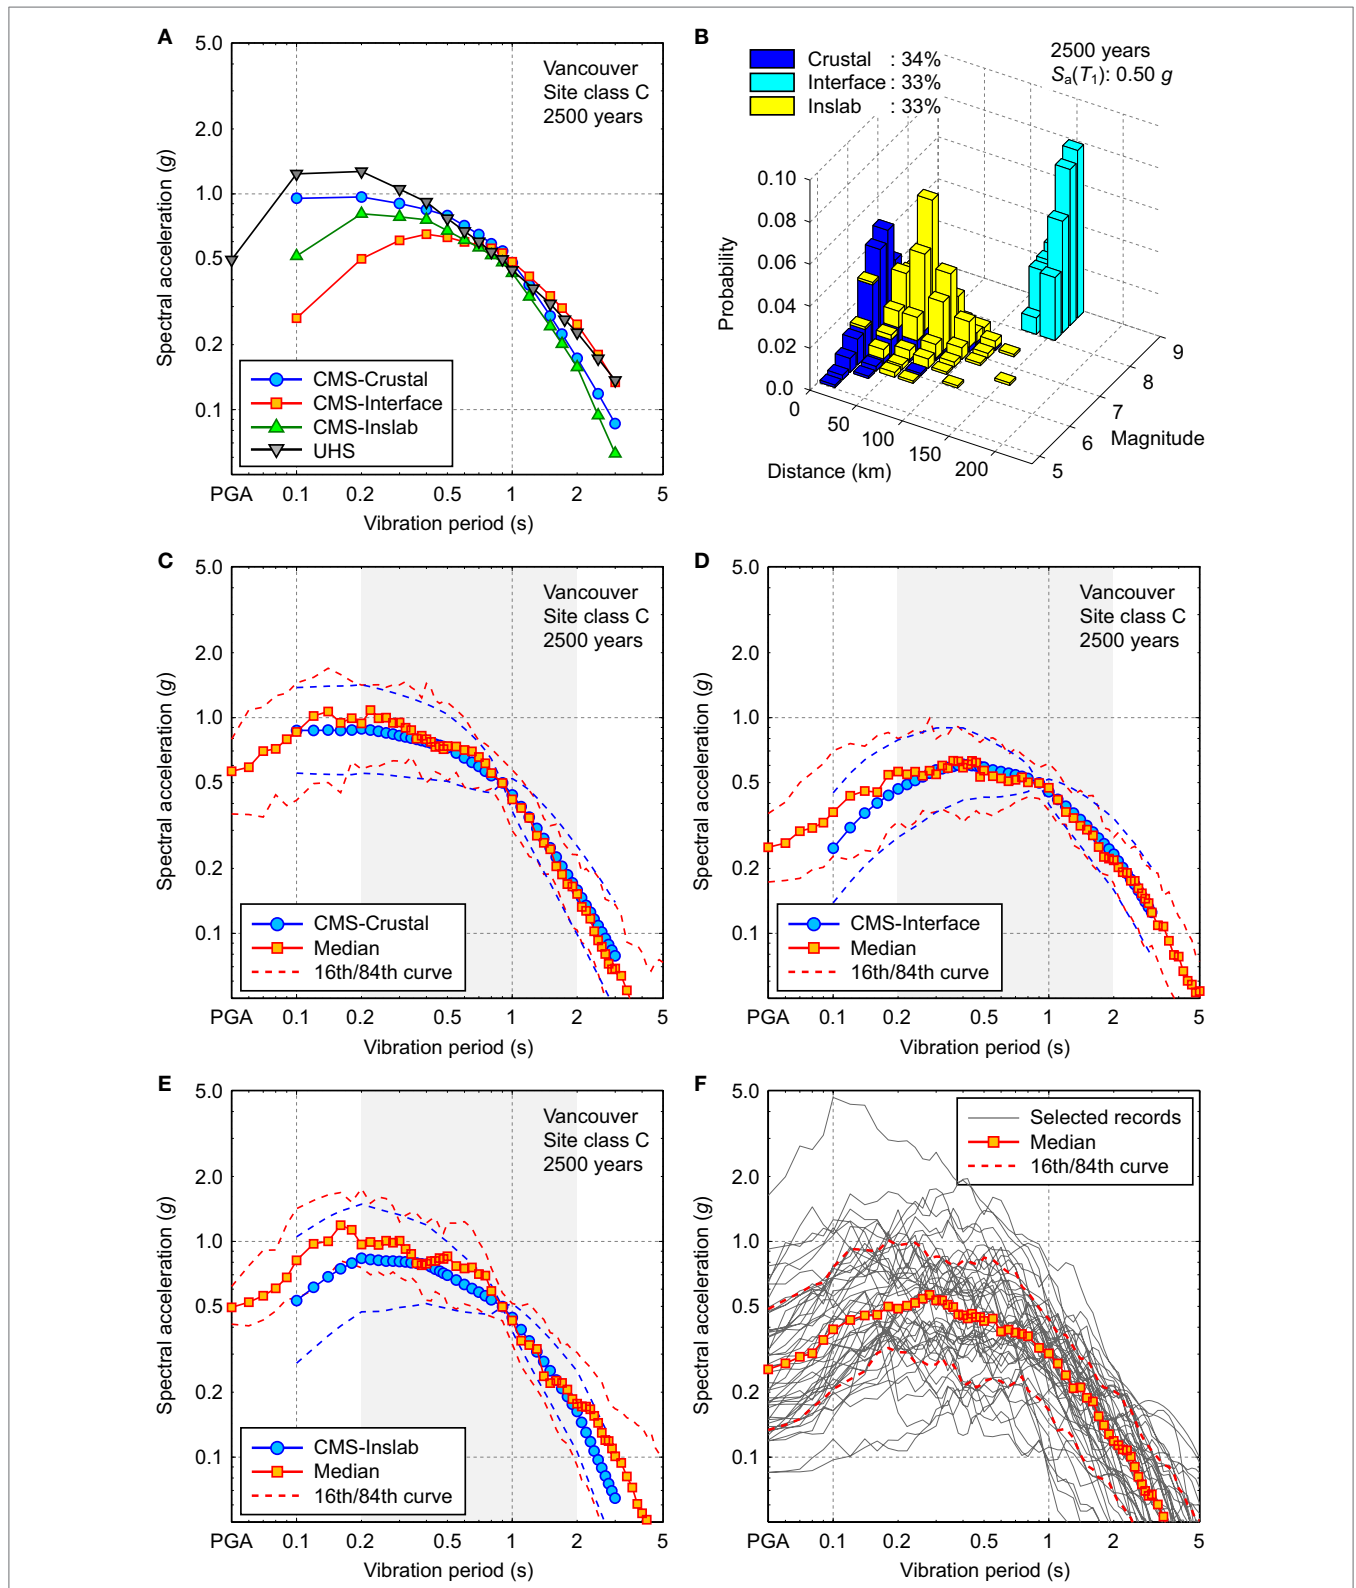 A
Spectral acceleration (g)
5.0
2.0
1.0
0.5
0.2
0.1
Vancouver
Site class C
2500 years
CMS-Crustal
CMS-Interface
CMS-Inslab
UHS
PGA 0.1 0.2 0.5 1 2 5
Vibration period (s)
B
Crustal : 34%
Interface : 33%
Inslab : 33%
2500 years
Sa(T1): 0.50 g
Probability
0.10
0.08
0.06
0.04
0.02
0.0
0 50 100 150 200
Distance (km)
5 6 7 8 9
Magnitude
C
Spectral acceleration (g)
5.0
2.0
1.0
0.5
0.2
0.1
Vancouver
Site class C
2500 years
CMS-Crustal
Median
16th/84th curve
PGA 0.1 0.2 0.5 1 2 5
Vibration period (s)
D
Spectral acceleration (g)
5.0
2.0
1.0
0.5
0.2
0.1
Vancouver
Site class C
2500 years
CMS-Interface
Median
16th/84th curve
PGA 0.1 0.2 0.5 1 2 5
Vibration period (s)
E
Spectral acceleration (g)
5.0
2.0
1.0
0.5
0.2
0.1
Vancouver
Site class C
2500 years
CMS-Inslab
Median
16th/84th curve
PGA 0.1 0.2 0.5 1 2 5
Vibration period (s)
F
Spectral acceleration (g)
5.0
2.0
1.0
0.5
0.2
0.1
Selected records
Median
16th/84th curve
PGA 0.1 0.2 0.5 1 2 5
Vibration period (s)